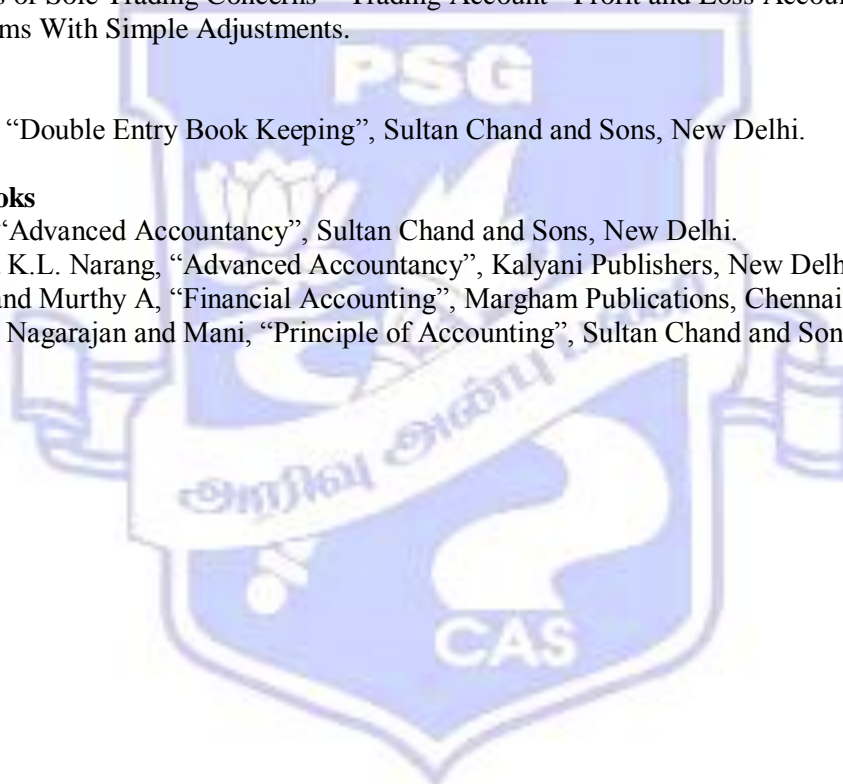 s of Sole Trading Concerns – Trading Account - Profit and Loss Accou
ms With Simple Adjustments.
PSG
“Double Entry Book Keeping”, Sultan Chand and Sons, New Delhi.
oks
“Advanced Accountancy”, Sultan Chand and Sons, New Delhi.
K.L. Narang, “Advanced Accountancy”, Kalyani Publishers, New Delh
and Murthy A, “Financial Accounting”, Margham Publications, Chennai
Nagarajan and Mani, “Principle of Accounting”, Sultan Chand and Son
அறிவு அன்பு
CAS